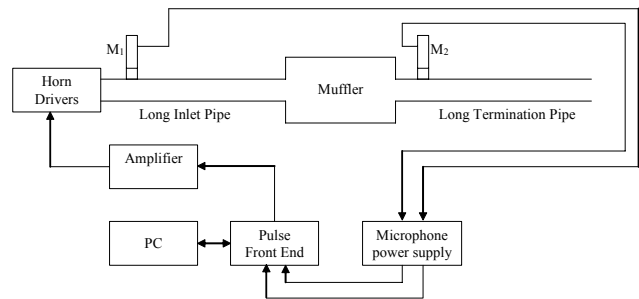 M₁
M₂
Horn
Drivers
Muffler
Long Inlet Pipe
Long Termination Pipe
Amplifier
PC
Pulse
Front End
Microphone
power supply